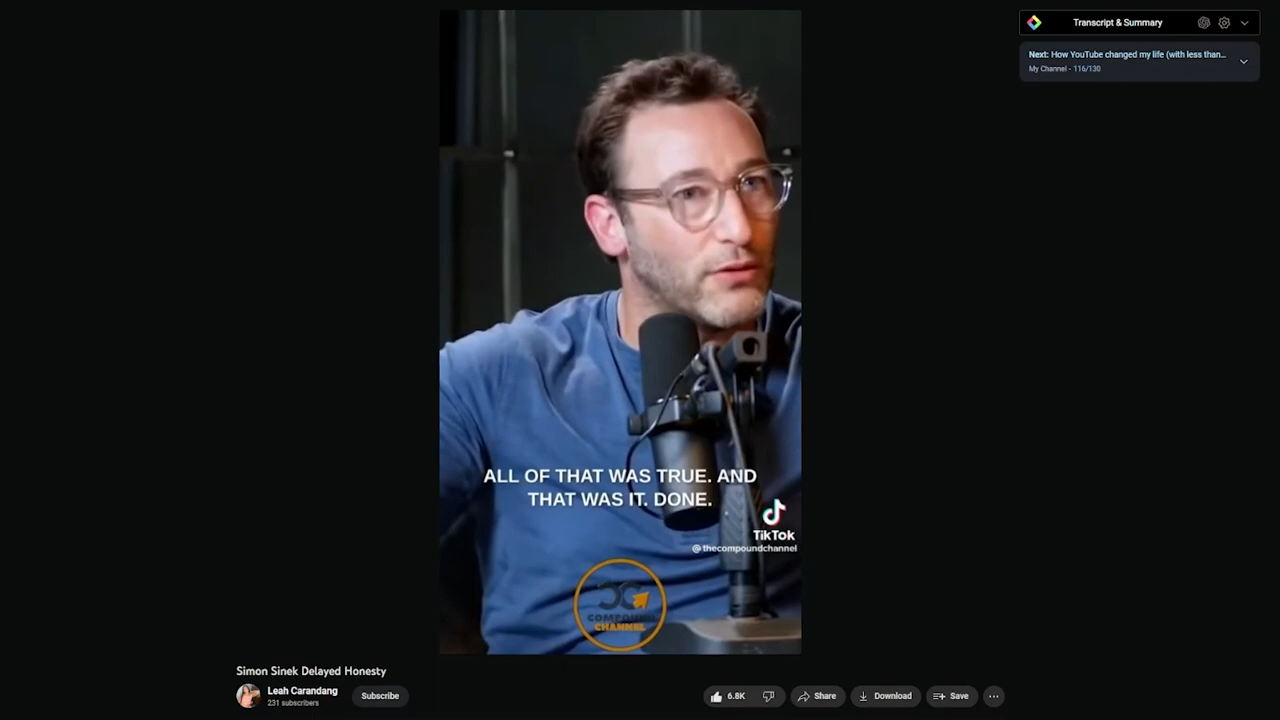 Transcript & Summary
Next: How YouTube changed my life (with less than...
My Channel - 116/130
ALL OF THAT WAS TRUE. AND
THAT WAS IT. DONE.
TikTok
@thecompoundchannel
COMPOUND
CHANNEL
Simon Sinek Delayed Honesty
Leah Carandang
231 subscribers
Subscribe
6.8K
Share
Download
Save